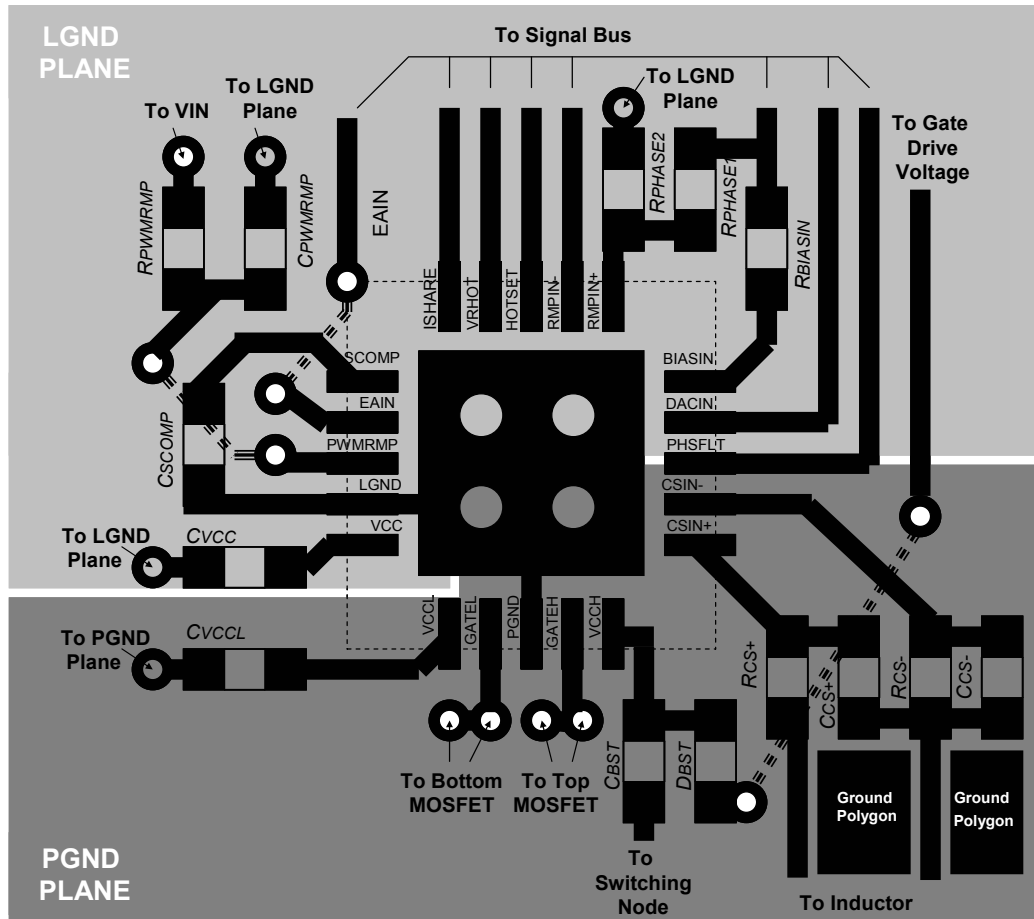 LGND
PLANE
To Signal Bus
To LGND
Plane
To VIN
To LGND
Plane
To Gate
Drive
Voltage
RPWMRMP
CPWMRMP
EAIN
RPHASE2
RPHASE1
RBIASIN
ISHARE
VRHOT
HOTSET
RMPIN-
RMPIN+
SCOMP
EAIN
PWMRMP
LGND
VCC
BIASIN
DACIN
PHSFLT
CSIN-
CSIN+
CSCOMP
To LGND
Plane
CVCC
VCCL
GATEL
PGND
GATEH
VCCH
To PGND
Plane
CVCCL
RCS+
CCS+
RCS-
CCS-
CBST
DBST
To Bottom
MOSFET
To Top
MOSFET
Ground
Polygon
Ground
Polygon
PGND
PLANE
To
Switching
Node
To Inductor